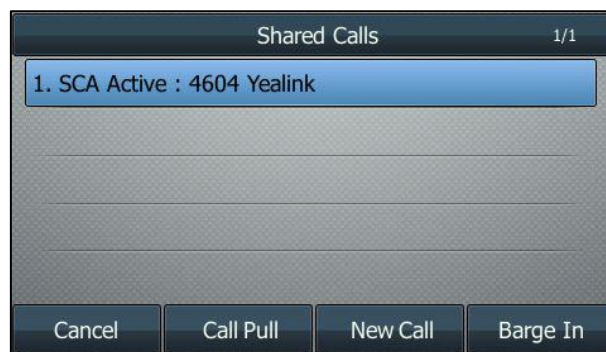 Shared Calls 1/1
1. SCA Active : 4604 Yealink
Cancel Call Pull New Call Barge In